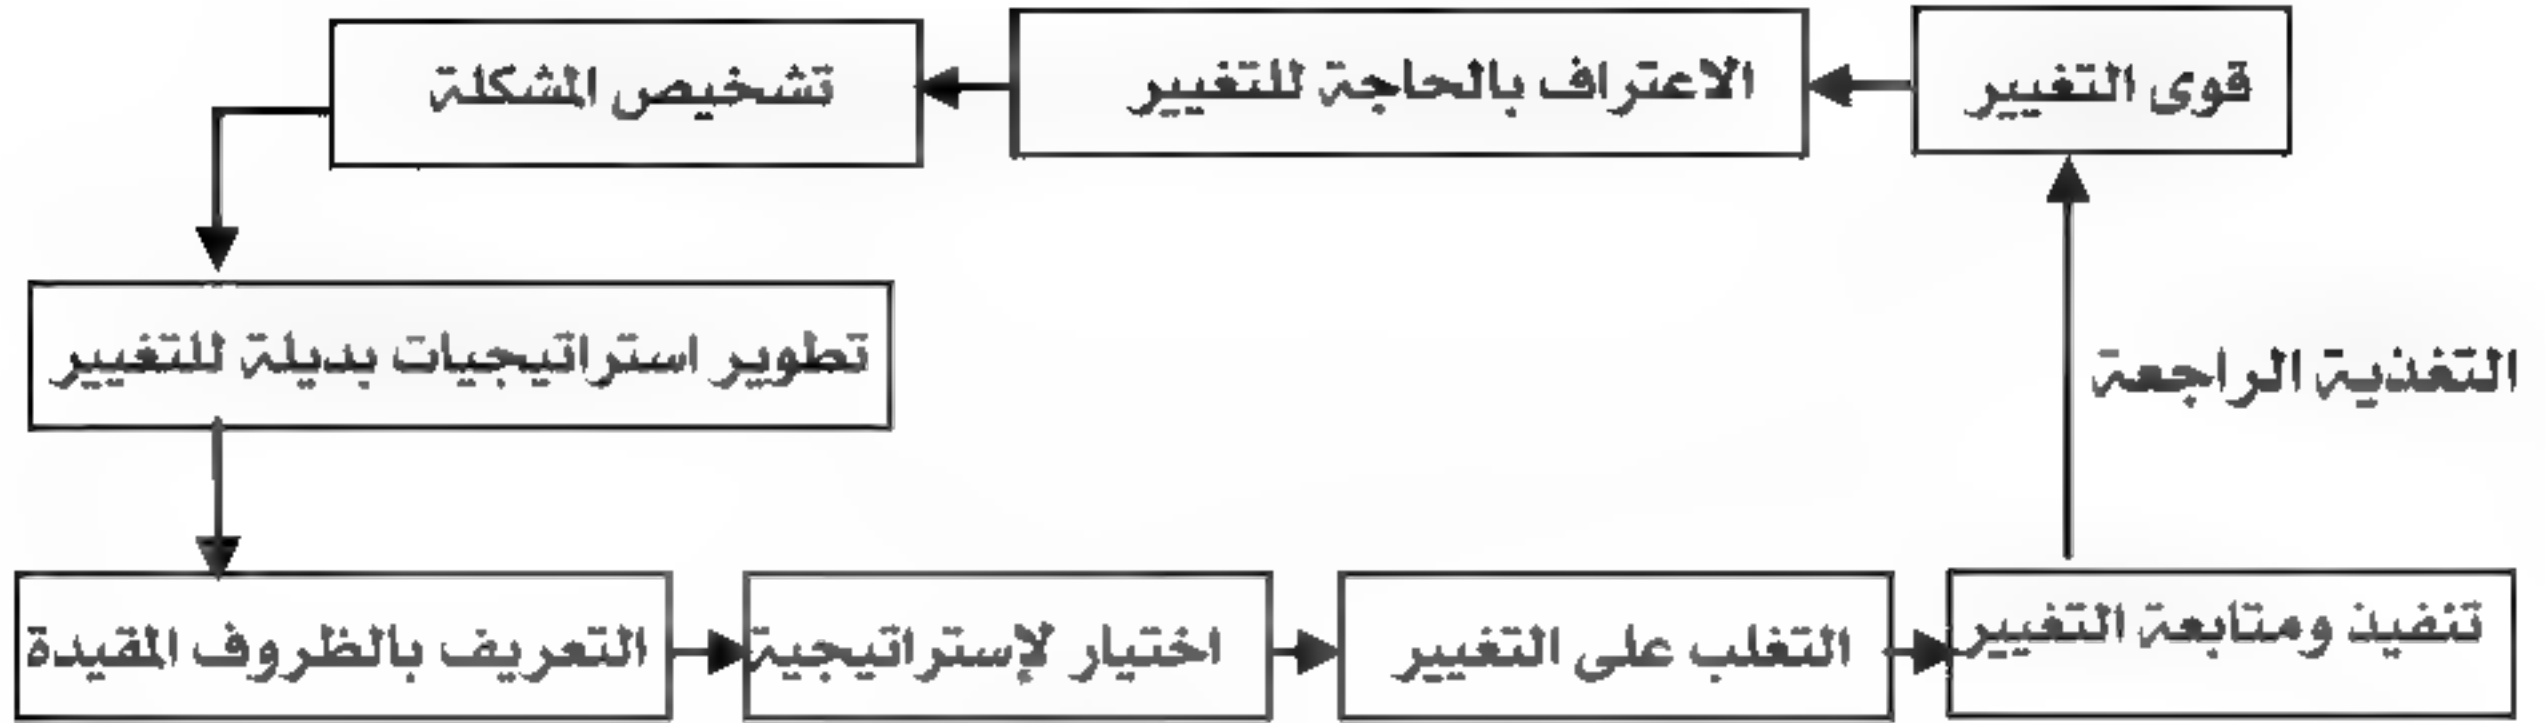 قوى التغيير
الاعتراف بالحاجة للتغيير
تشخيص المشكلة
تطوير استراتيجيات بديلة للتغيير
التعريف بالظروف المقيدة
اختيار لإستراتيجية
التغلب على التغيير
تنفيذ ومتابعة التغيير
التغذية الراجعة